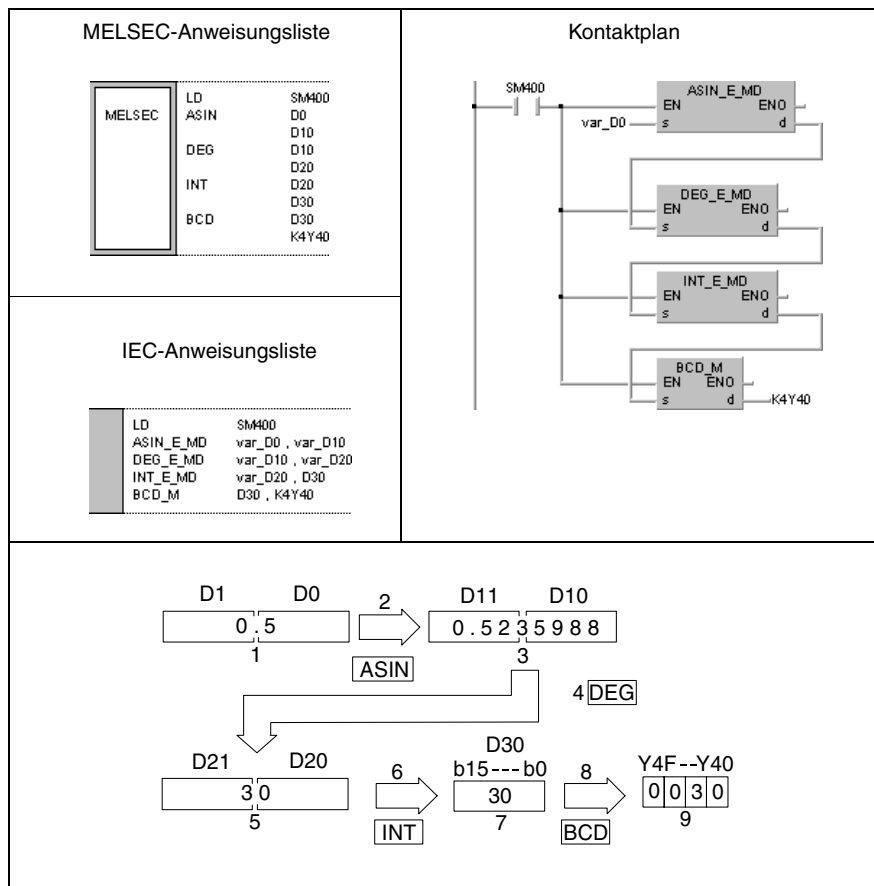 MELSEC-Anweisungsliste
MELSEC
LD SM400
ASIN D0
D10
DEG D10
D20
INT D20
D30
BCD D30
K4Y40
IEC-Anweisungsliste
LD SM400
ASIN_E_MD var_D0 , var_D10
DEG_E_MD var_D10 , var_D20
INT_E_MD var_D20 , D30
BCD_M D30 , K4Y40
Kontaktplan
SM400
ASIN_E_MD
EN ENO
var_D0 s d
DEG_E_MD
EN ENO
s d
INT_E_MD
EN ENO
s d
BCD_M
EN ENO
s d K4Y40
D1 D0 2 D11 D10
0.5 0.5235988
1 ASIN 3
4 DEG
D21 D20 6 D30 8 Y4F--Y40
b15---b0
30 30 0 0 3 0
5 INT 7 BCD 9